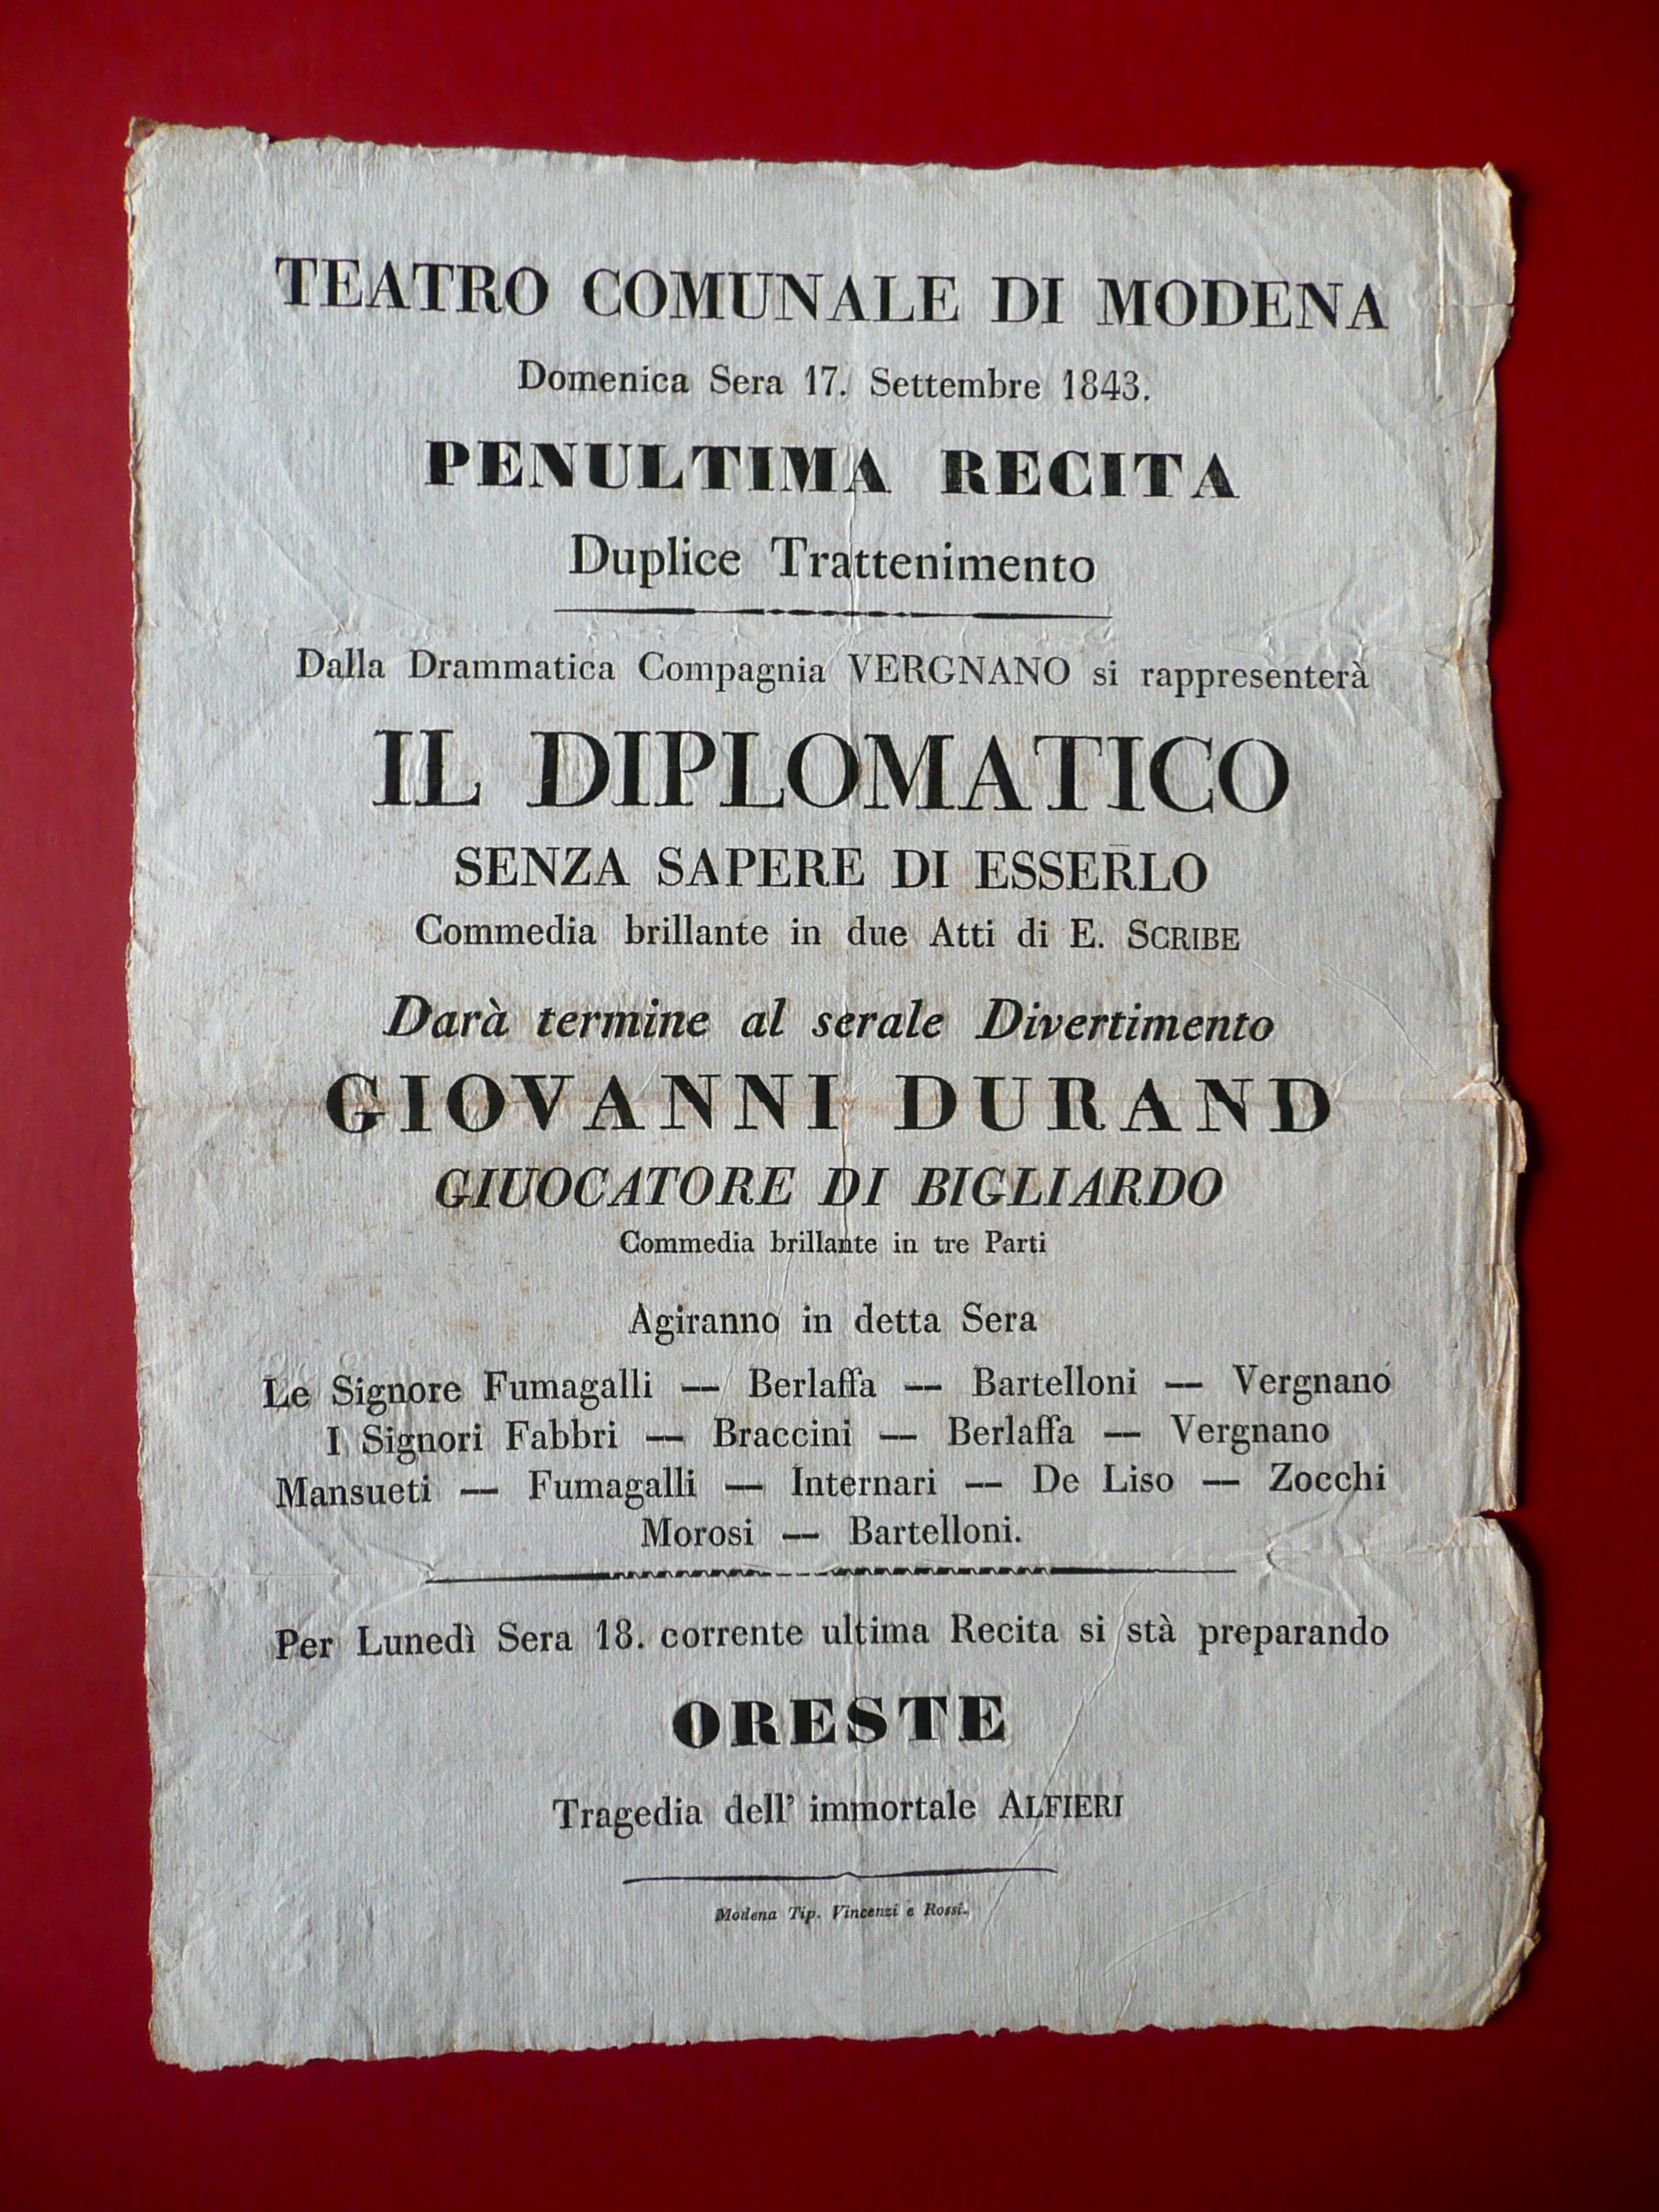 TEATRO COMUNALE DI MODENA
Domenica Sera 17. Settembre 1843.
PENULTIMA RECITA
Duplice Trattenimento
Dalla Drammatica Compagnia VERGNANO si rappresenterà
IL DIPLOMATICO
SENZA SAPERE DI ESSERLO
Commedia brillante in due Atti di E. SCRIBE
Darà termine al serale Divertimento
GIOVANNI DURAND
GIUOCATORE DI BIGLIARDO
Commedia brillante in tre Parti
Agiranno in detta Sera
Le Signore Fumagalli — Berlaffa — Bartelloni — Vergnano
I Signori Fabbri — Braccini — Berlaffa — Vergnano
Mansueti — Fumagalli — Internari — De Liso — Zocchi
Morosi — Bartelloni.
Per Lunedì Sera 18. corrente ultima Recita si stà preparando
ORESTE
Tragedia dell' immortale ALFIERI
Modena Tip. Vincenzi e Rossi.